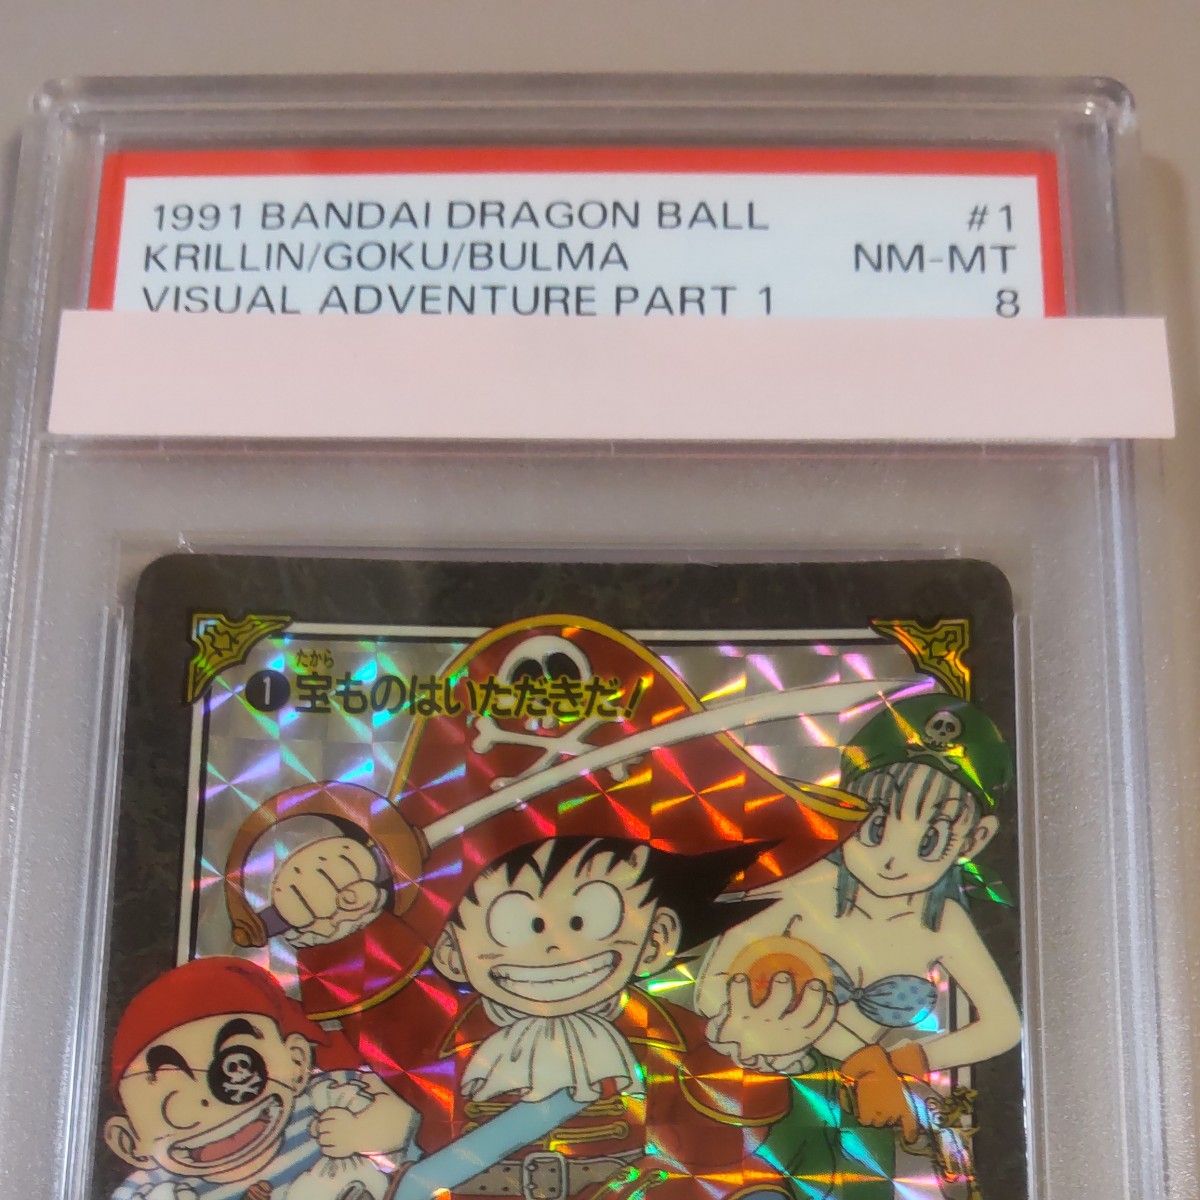 1991 BANDAI DRAGON BALL #1
KRILLIN/GOKU/BULMA NM-MT
VISUAL ADVENTURE PART 1 8
たから
1 宝ものはいただきだ！